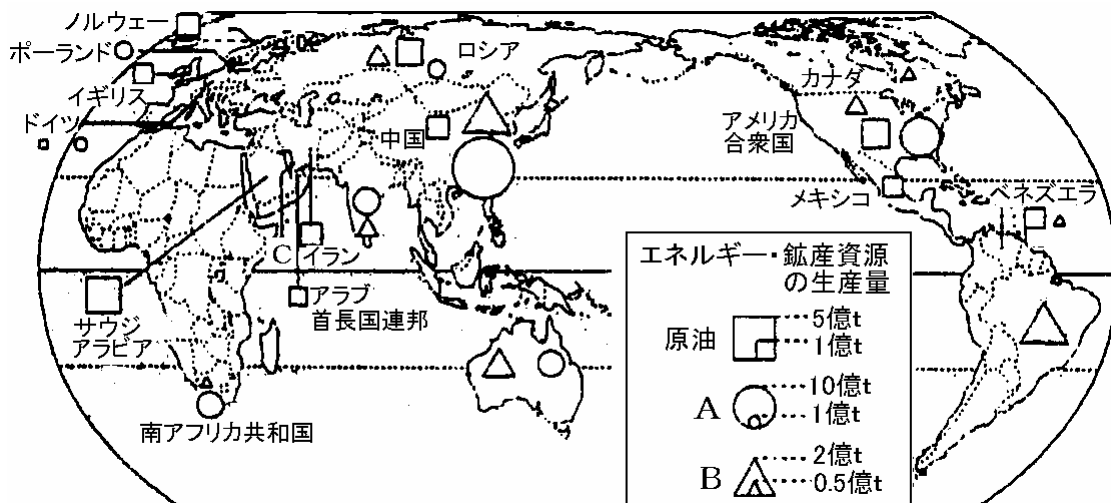 ノルウェー
ポーランド
イギリス
ドイツ
ロシア
中国
カナダ
アメリカ
合衆国
メキシコ
ベネズエラ
C
イラン
アラブ
首長国連邦
サウジ
アラビア
南アフリカ共和国
エネルギー・鉱産資源
の生産量
原油
5億t
1億t
A
10億t
1億t
B
2億t
0.5億t